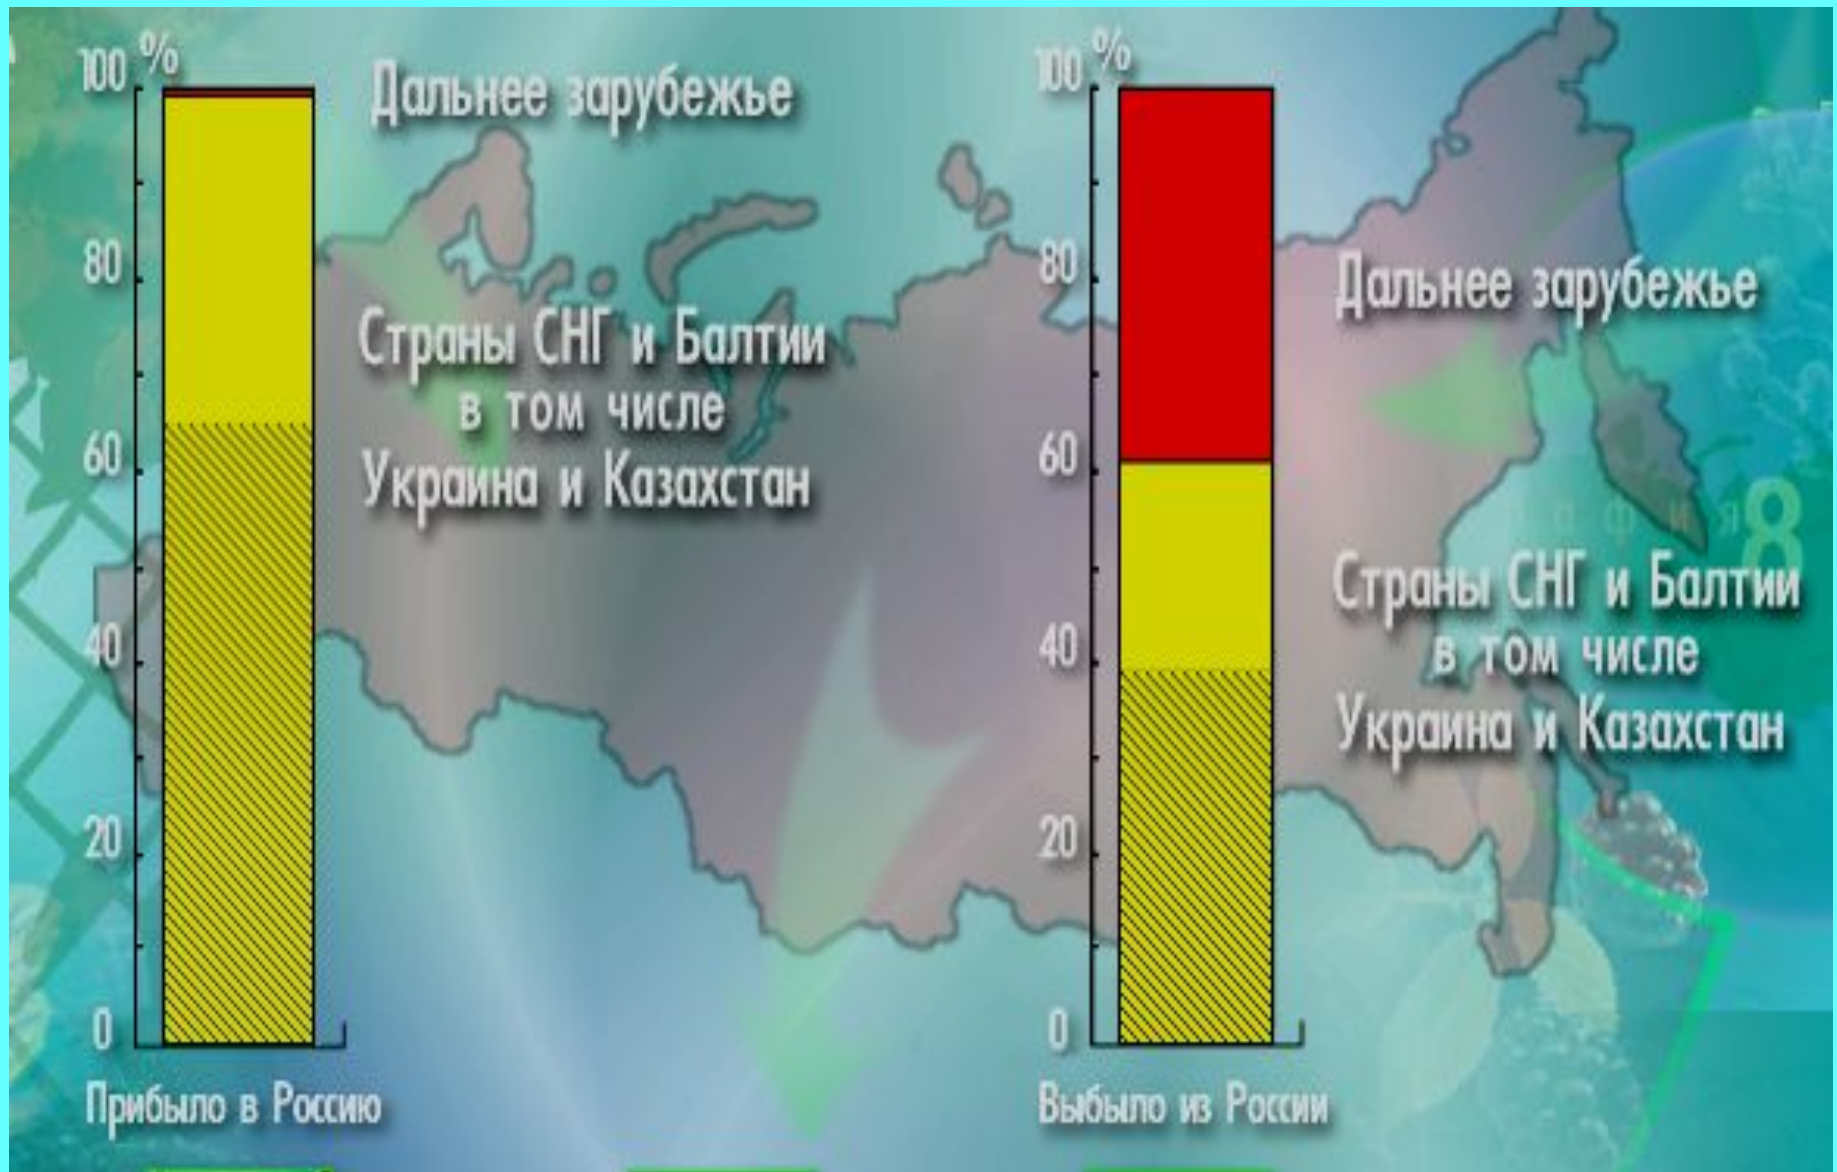 100 %
80
60
40
20
0
Дальнее зарубежье
Страны СНГ и Балтии
в том числе
Украина и Казахстан
Прибыло в Россию
100 %
80
60
40
20
0
Дальнее зарубежье
8
Страны СНГ и Балтии
в том числе
Украина и Казахстан
Выбыло из России